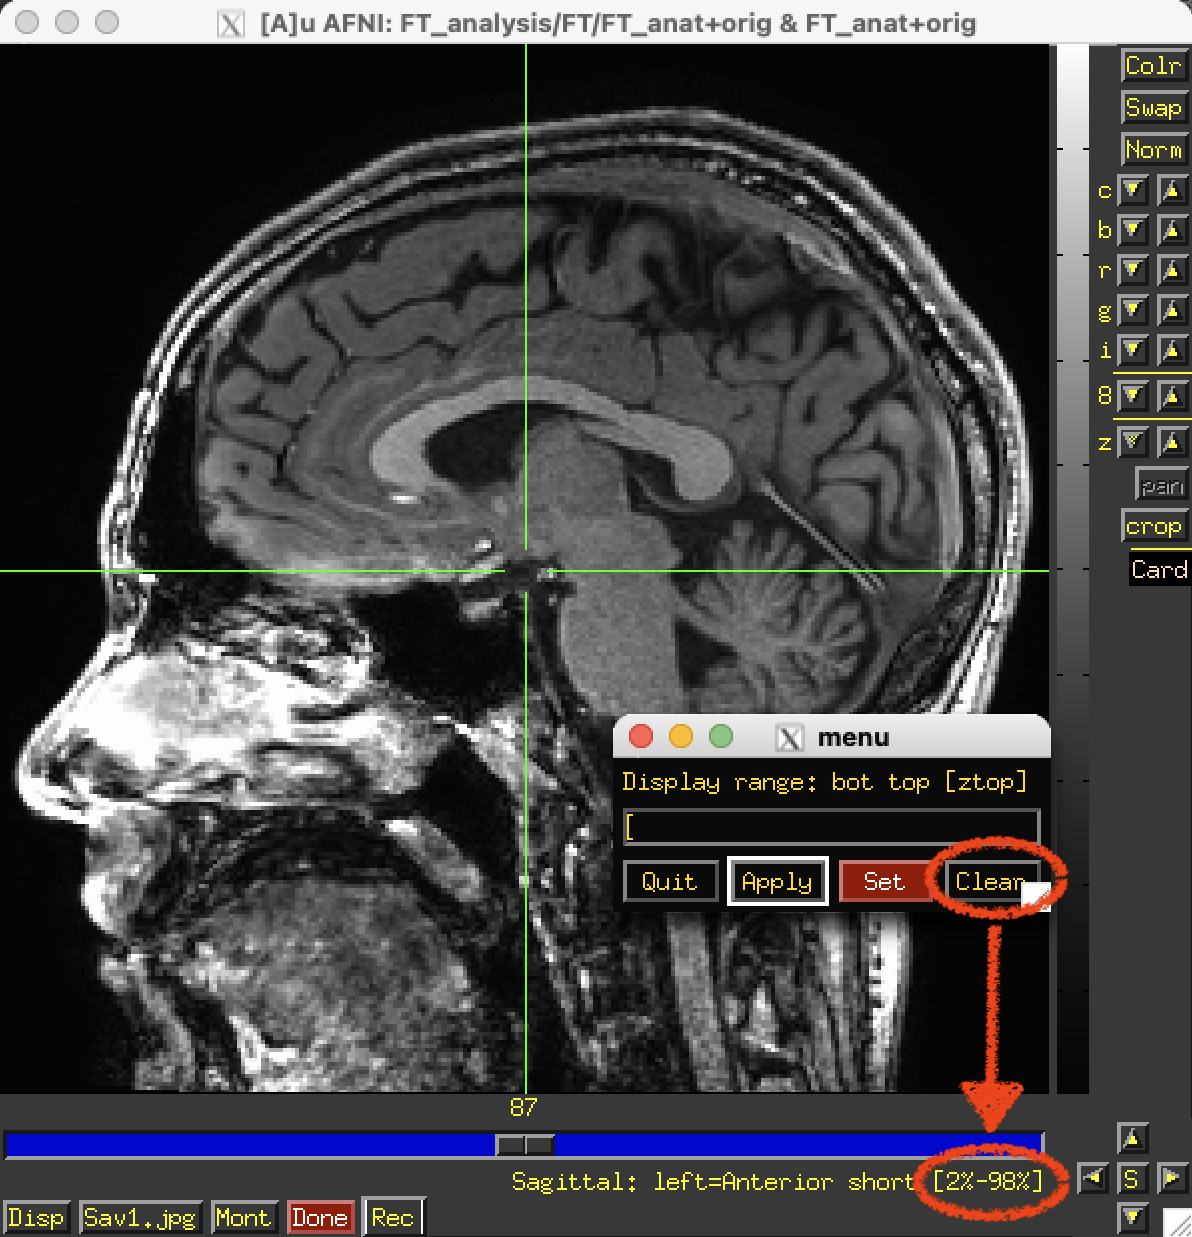 [A]u AFNI: FT_analysis/FT/FT_anat+orig & FT_anat+orig
Colr
Swap
Norm
c
b
r
g
i
8
z
pan
crop
Card
menu
Display range: bot top [ztop]
[
Quit Apply Set Clear
87
Sagittal: left=Anterior short [2%-98%]
S
Disp Sav1.jpg Mont Done Rec